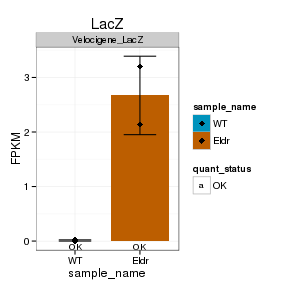 LacZ
Velocigene_LacZ
3
2
1
0
FPKM
OK OK
WT Eldr
sample_name
sample_name
WT
Eldr
quant_status
a OK